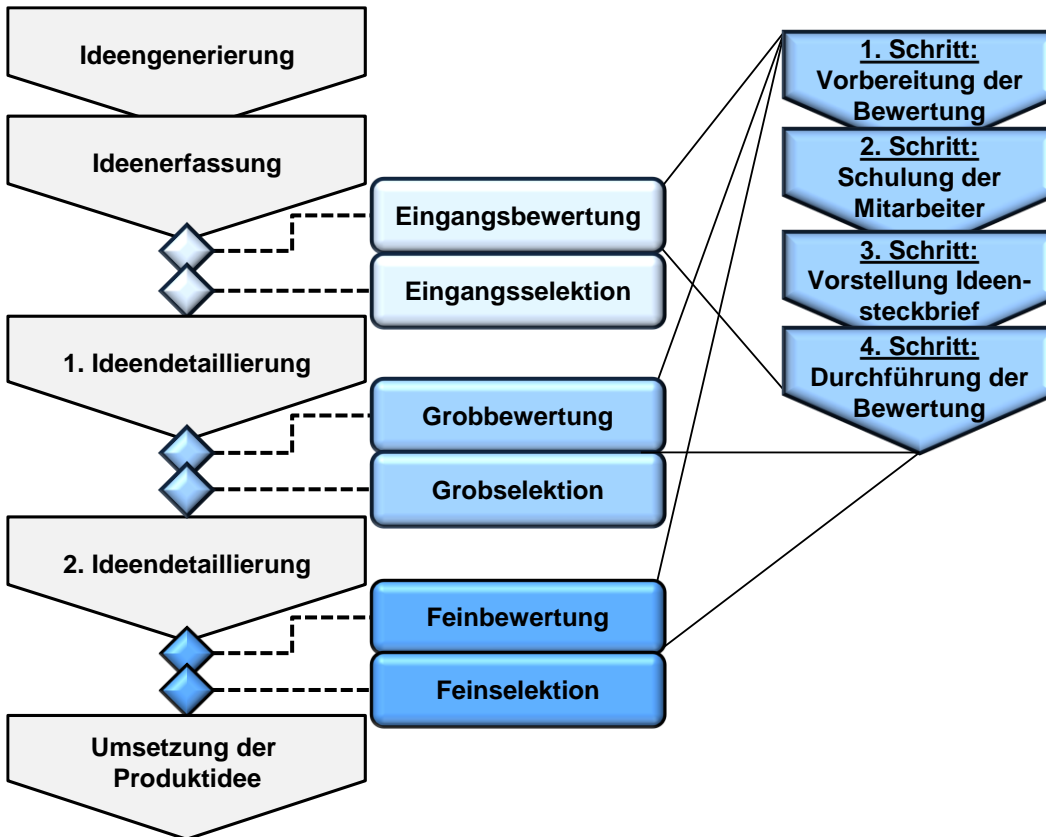 Ideengenerierung
Ideenerfassung
Eingangsbewertung
Eingangsselektion
1. Ideendetaillierung
Grobbewertung
Grobselektion
2. Ideendetaillierung
Feinbewertung
Feinselektion
Umsetzung der
Produktidee
1. Schritt:
Vorbereitung der
Bewertung
2. Schritt:
Schulung der
Mitarbeiter
3. Schritt:
Vorstellung Ideen-
steckbrief
4. Schritt:
Durchführung der
Bewertung